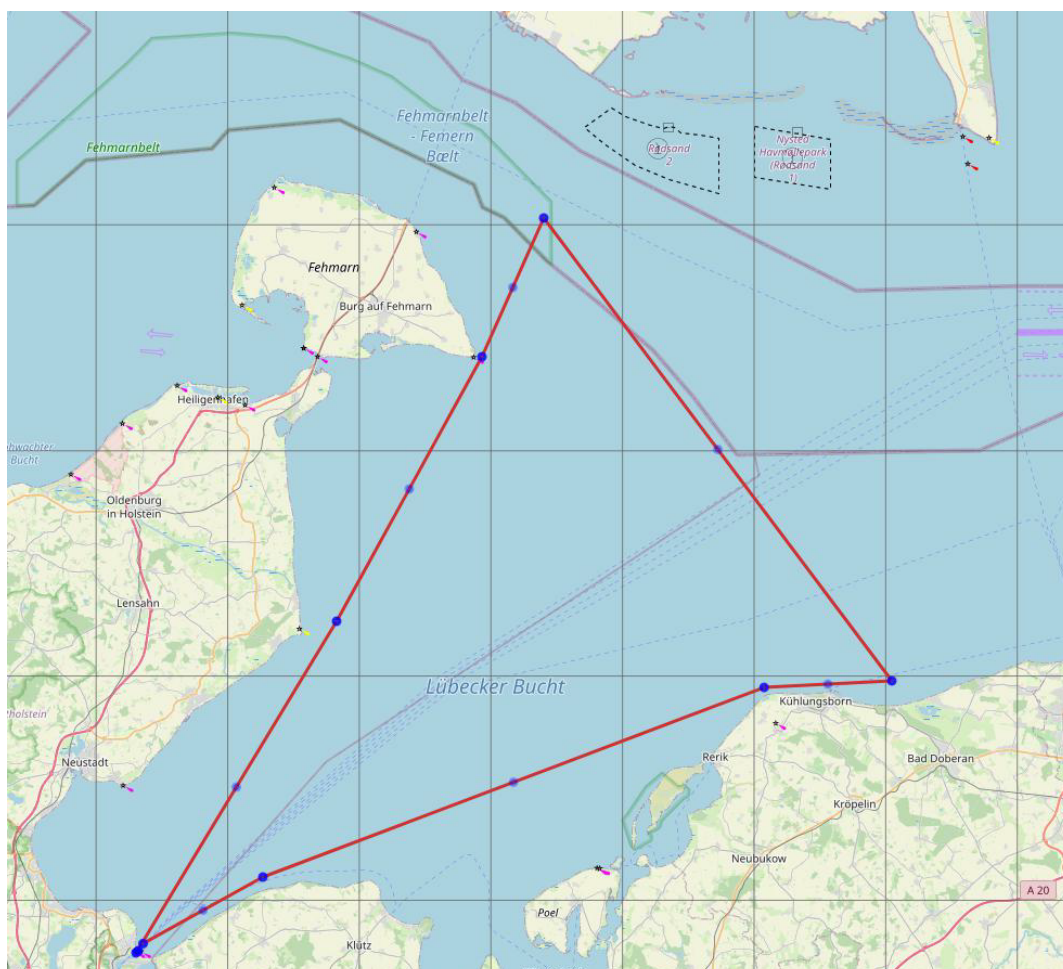 Fehmarnbelt
- Femern
Bælt
Fehmarnbelt
Rødsand
2
Nysted
Havmøllepark
(Rødsand
1)
Fehmarn
Burg auf Fehmarn
Heiligenhafen
Bucht
Oldenburg
in Holstein
Lensahn
Lübecker Bucht
Kühlungsborn
Neustadt
Rerik
Bad Doberan
Kröpelin
Neubukow
A 20
Poel
Klütz